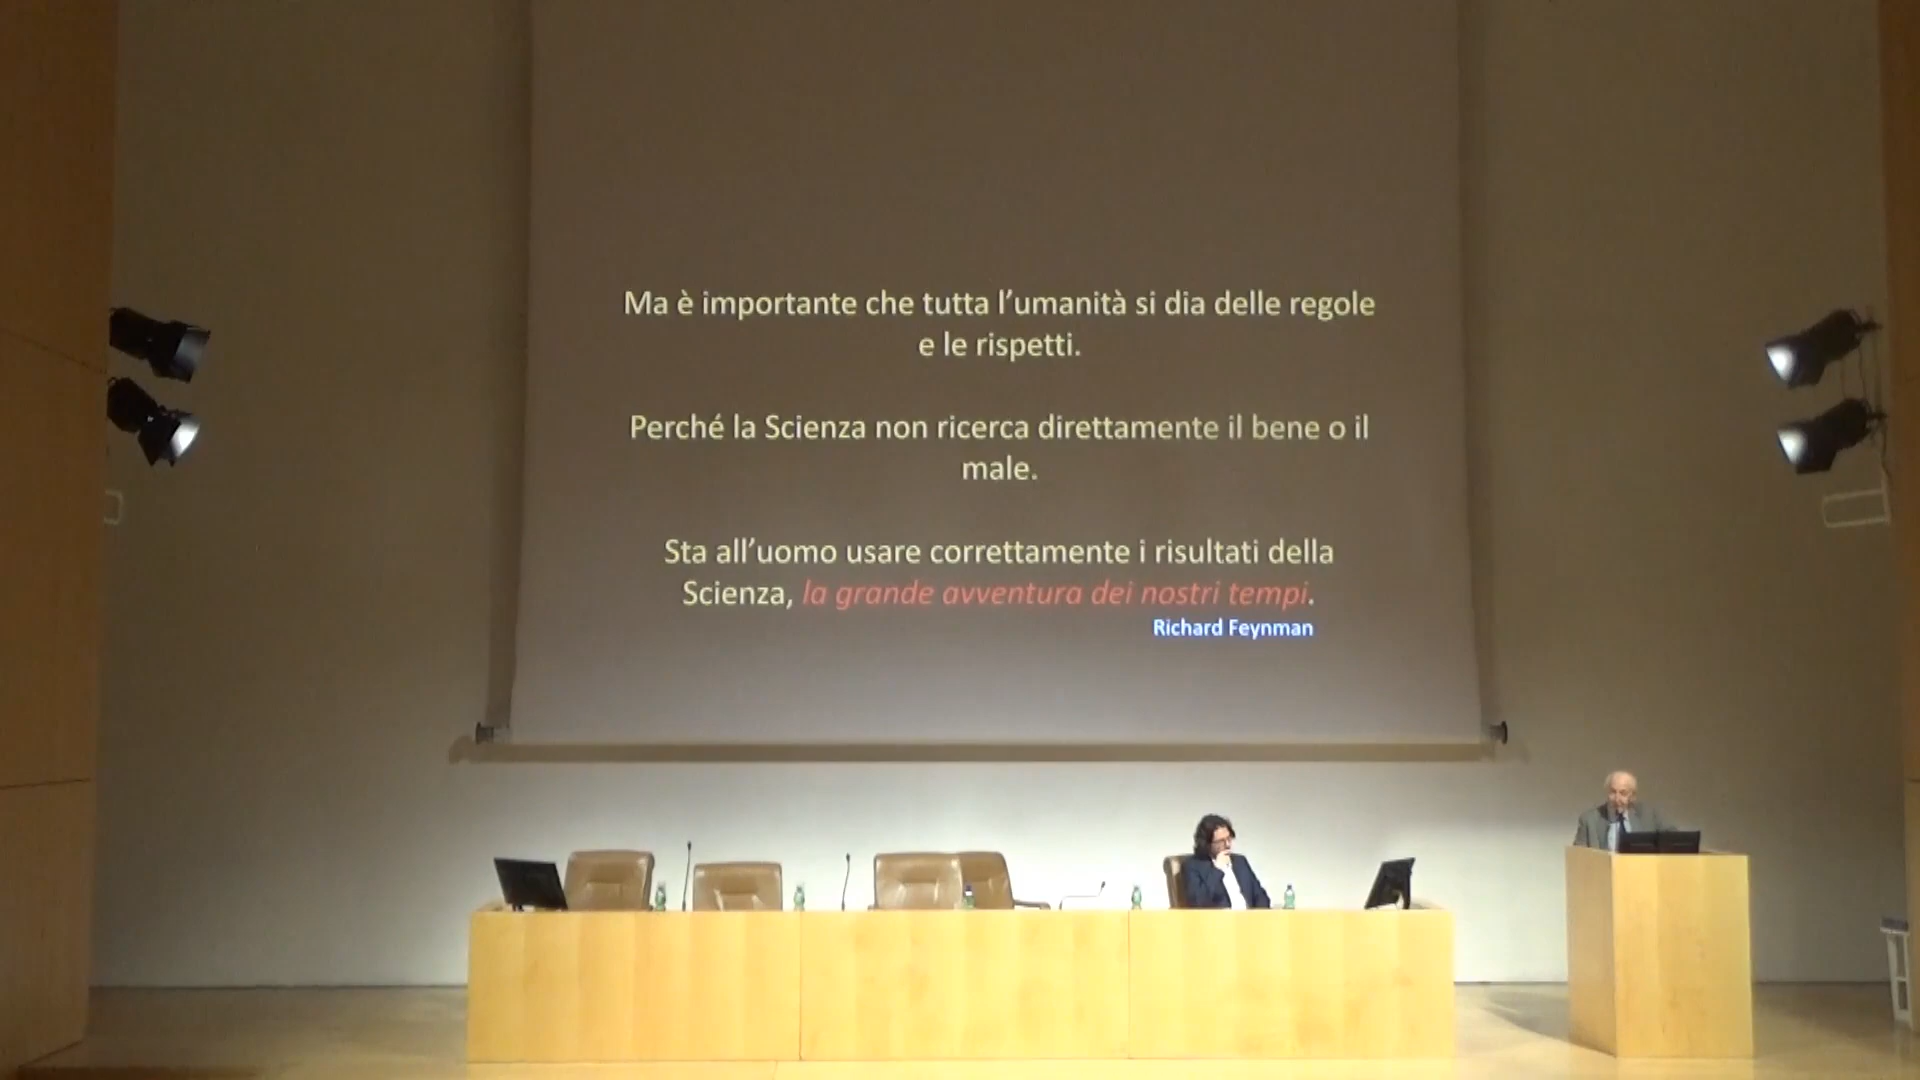 Ma è importante che tutta l’umanità si dia delle regole
e le rispetti.
Perché la Scienza non ricerca direttamente il bene o il
male.
Sta all’uomo usare correttamente i risultati della
Scienza, la grande avventura dei nostri tempi.
Richard Feynman